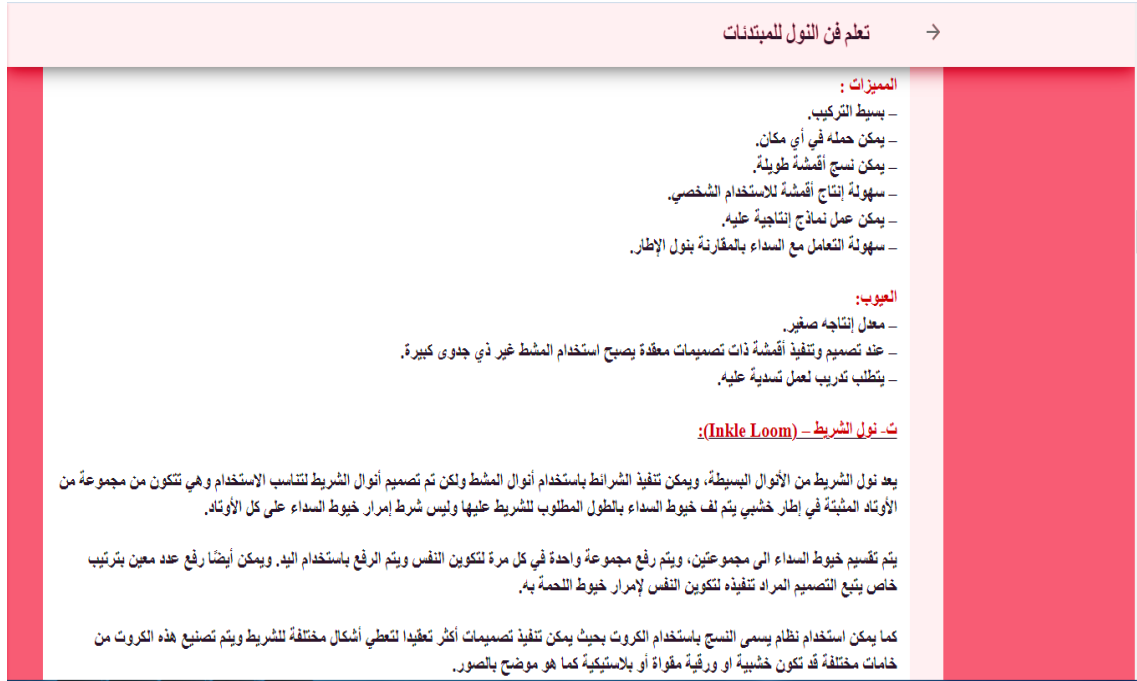 تعلم فن النول للمبتدئات
المميزات :
– بسيط التركيب.
– يمكن حمله في أي مكان.
– يمكن نسج أقمشة طويلة.
– سهولة إنتاج أقمشة للاستخدام الشخصي.
– يمكن عمل نماذج إنتاجية عليه.
– سهولة التعامل مع السداء بالمقارنة بنول الإطار.
العيوب:
– معدل إنتاجه صغير.
– عند تصميم وتنفيذ أقمشة ذات تصميمات معقدة يصبح استخدام المشط غير ذي جدوى كبيرة.
– يتطلب تدريب لعمل تسدية عليه.
ت- نول الشريط – (Inkle Loom):
يعد نول الشريط من الأنوال البسيطة، ويمكن تنفيذ الشرائط باستخدام أنوال المشط ولكن تم تصميم أنوال الشريط لتناسب الاستخدام وهي تتكون من مجموعة من
الأوتاد المثبتة في إطار خشبي يتم لف خيوط السداء بالطول المطلوب للشريط عليها وليس شرط إمرار خيوط السداء على كل الأوتاد.
يتم تقسيم خيوط السداء الى مجموعتين، ويتم رفع مجموعة واحدة في كل مرة لتكوين النفس ويتم الرفع باستخدام اليد. ويمكن أيضًا رفع عدد معين بترتيب
خاص يتبع التصميم المراد تنفيذه لتكوين النفس لإمرار خيوط اللحمة به.
كما يمكن استخدام نظام يسمى النسج باستخدام الكروت بحيث يمكن تنفيذ تصميمات أكثر تعقيدا لتعطي أشكال مختلفة للشريط ويتم تصنيع هذه الكروت من
خامات مختلفة قد تكون خشبية او ورقية مقواة أو بلاستيكية كما هو موضح بالصور.